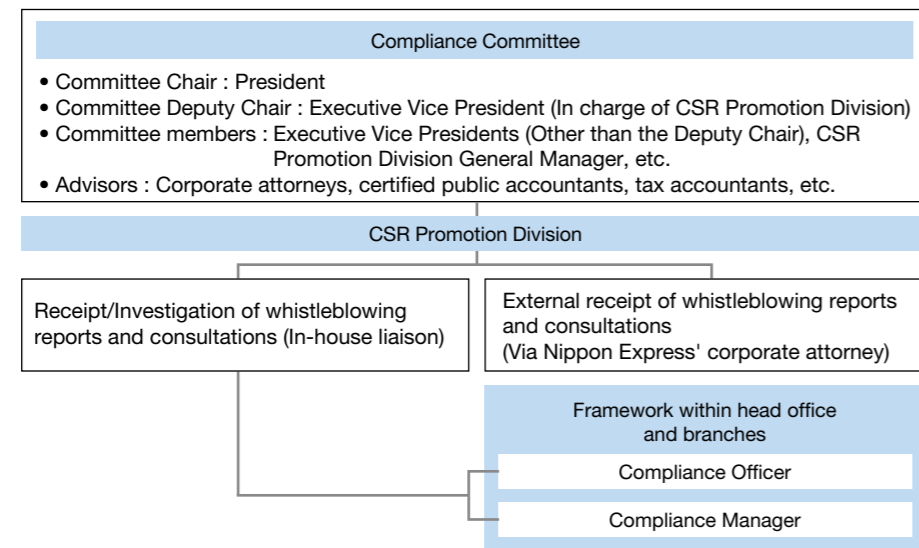 Compliance Committee
• Committee Chair : President
• Committee Deputy Chair : Executive Vice President (In charge of CSR Promotion Division)
• Committee members : Executive Vice Presidents (Other than the Deputy Chair), CSR
Promotion Division General Manager, etc.
• Advisors : Corporate attorneys, certified public accountants, tax accountants, etc.
CSR Promotion Division
Receipt/Investigation of whistleblowing
reports and consultations (In-house liaison)
External receipt of whistleblowing reports
and consultations
(Via Nippon Express' corporate attorney)
Framework within head office
and branches
Compliance Officer
Compliance Manager